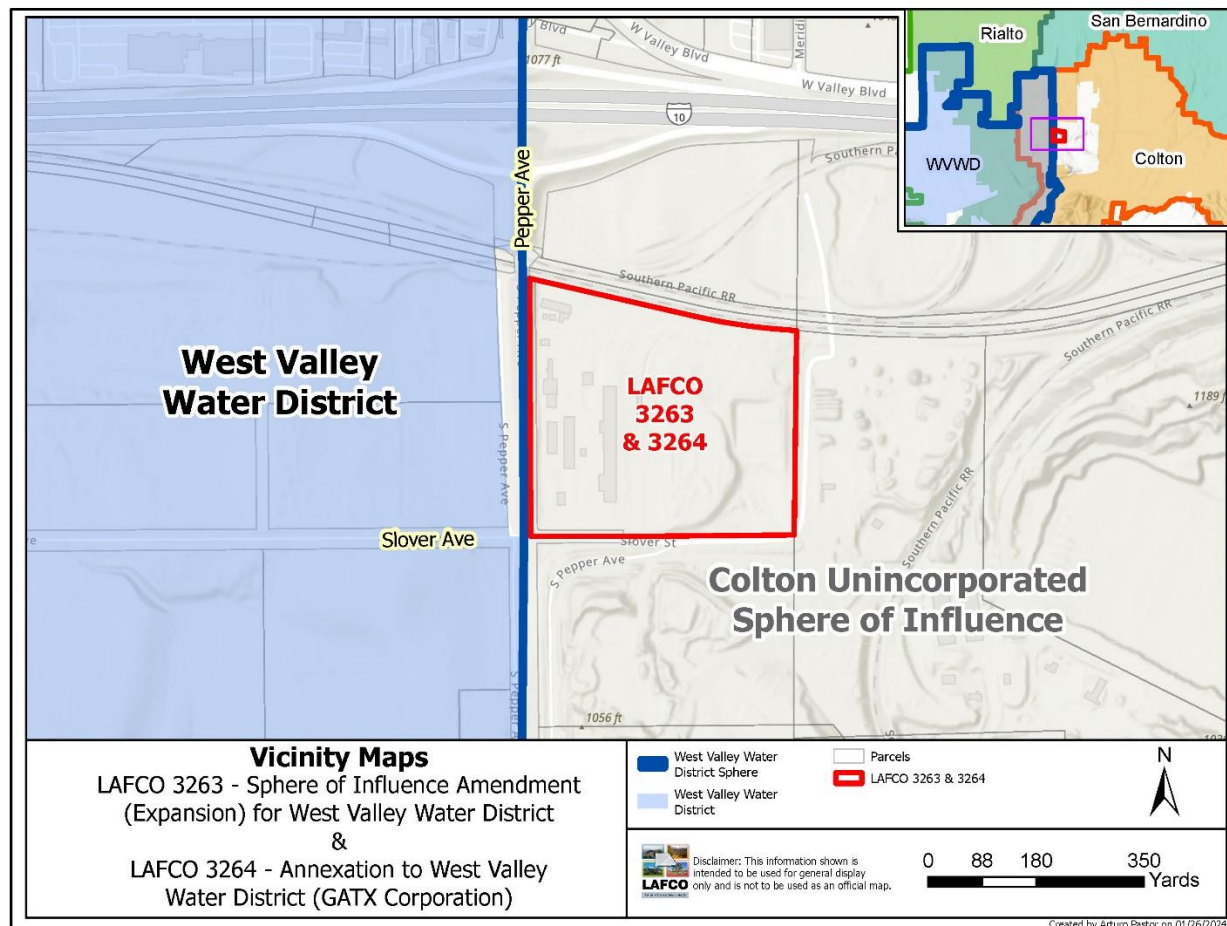 y Blvd
W Valley Blvd
W Valley Blvd
Meridi
1077 ft
10
Pepper Ave
Southern Pacific RR
Southern Pacific RR
Southern Pacific RR
Southern Pacific RR
1189 ft
West Valley
Water District
LAFCO
3263
& 3264
S Pepper Ave
Slover Ave
Slover St
S Pepper Ave
Colton Unincorporated
Sphere of Influence
S Pepper A
1056 ft
Rialto
San Bernardino
WVWD
Colton
Vicinity Maps
LAFCO 3263 - Sphere of Influence Amendment
(Expansion) for West Valley Water District
&
LAFCO 3264 - Annexation to West Valley
Water District (GATX Corporation)
West Valley Water
District Sphere
West Valley Water
District
Parcels
LAFCO 3263 & 3264
N
LAFCO
Disclaimer: This information shown is
intended to be used for general display
only and is not to be used as an official map.
0 88 180 350
Yards
Created by Arturo Pastor on 01/26/2024